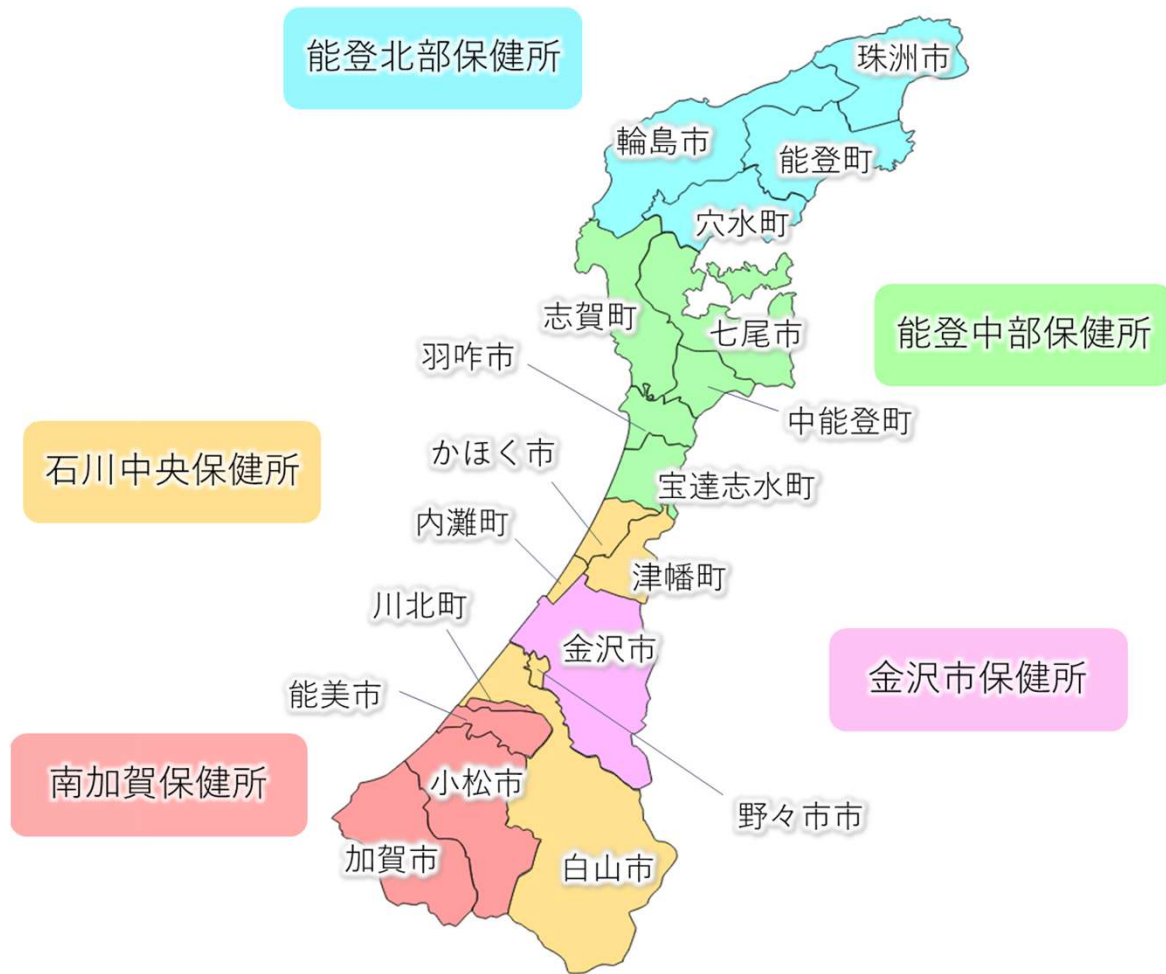 能登北部保健所
珠洲市
輪島市
能登町
穴水町
志賀町
七尾市
能登中部保健所
羽咋市
中能登町
かほく市
石川中央保健所
宝達志水町
内灘町
津幡町
川北町
金沢市
金沢市保健所
能美市
南加賀保健所
小松市
野々市市
加賀市
白山市